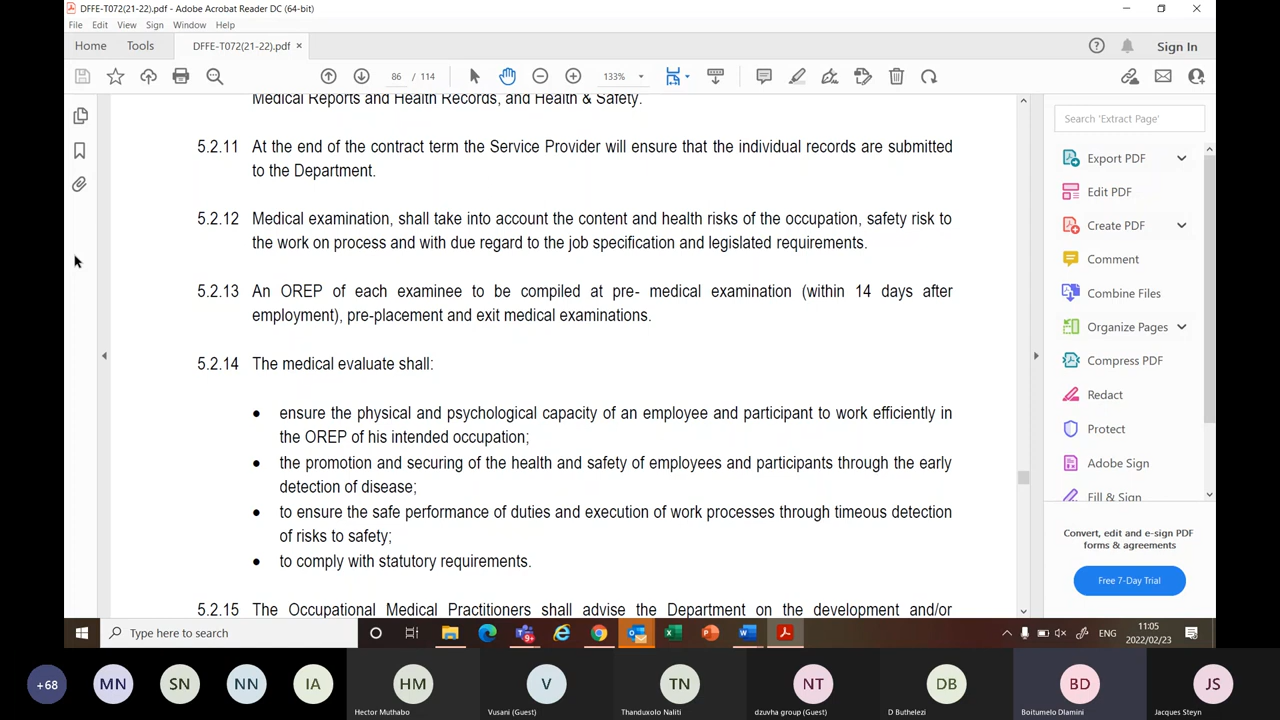 DFFE-T072(21-22).pdf - Adobe Acrobat Reader DC (64-bit)
File Edit View Sign Window Help
Home Tools DFFE-T072(21-22).pdf × Sign In
86 / 114 133%
Medical Reports and Health Records, and Health & Safety.
5.2.11 At the end of the contract term the Service Provider will ensure that the individual records are submitted
to the Department.
5.2.12 Medical examination, shall take into account the content and health risks of the occupation, safety risk to
the work on process and with due regard to the job specification and legislated requirements.
5.2.13 An OREP of each examinee to be compiled at pre- medical examination (within 14 days after
employment), pre-placement and exit medical examinations.
5.2.14 The medical evaluate shall:
• ensure the physical and psychological capacity of an employee and participant to work efficiently in
the OREP of his intended occupation;
• the promotion and securing of the health and safety of employees and participants through the early
detection of disease;
• to ensure the safe performance of duties and execution of work processes through timeous detection
of risks to safety;
• to comply with statutory requirements.
5.2.15 The Occupational Medical Practitioners shall advise the Department on the development and/or
Search 'Extract Page'
Export PDF
Edit PDF
Create PDF
Comment
Combine Files
Organize Pages
Compress PDF
Redact
Protect
Adobe Sign
Fill & Sign
Convert, edit and e-sign PDF
forms & agreements
Free 7-Day Trial
Type here to search
9+
ENG
11:05
2022/02/23
+68 MN SN NN IA HM V TN NT DB BD JS
Hector Muthabo Vusani (Guest) Thanduxolo Naliti dzuvha group (Guest) D Buthelezi Boitumelo Dlamini Jacques Steyn